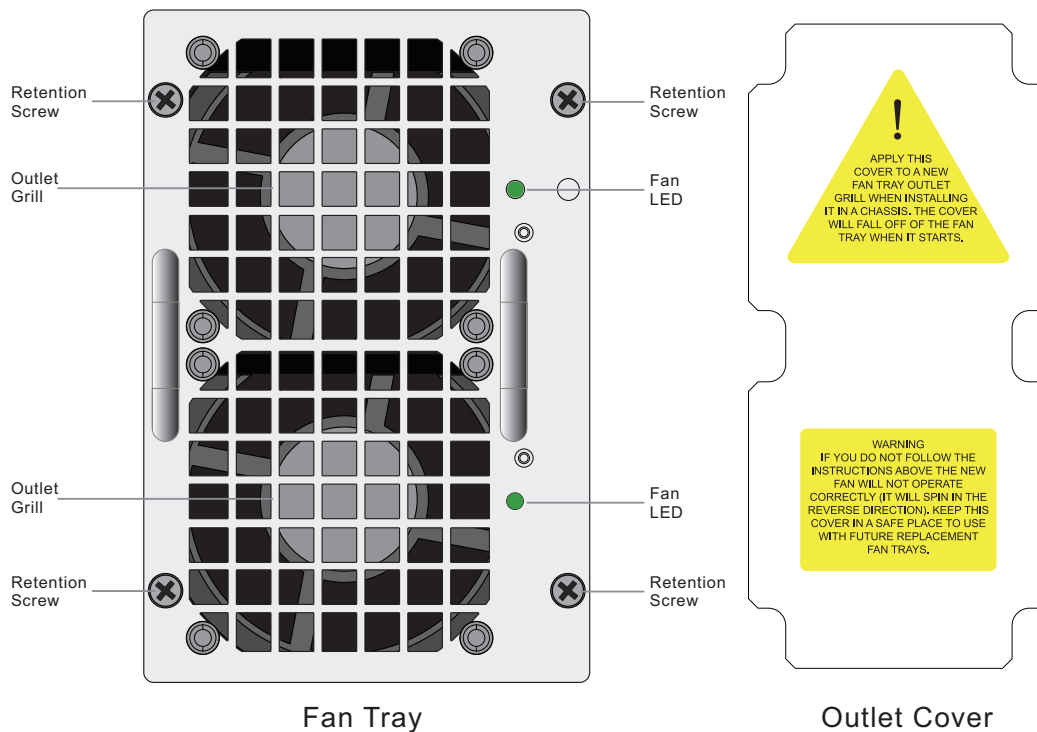 Retention
Screw
Outlet
Grill
Outlet
Grill
Retention
Screw
Retention
Screw
Fan
LED
Fan
LED
Retention
Screw
Fan Tray
!
APPLY THIS
COVER TO A NEW
FAN TRAY OUTLET
GRILL WHEN INSTALLING
IT IN A CHASSIS. THE COVER
WILL FALL OFF OF THE FAN
TRAY WHEN IT STARTS.
WARNING
IF YOU DO NOT FOLLOW THE
INSTRUCTIONS ABOVE THE NEW
FAN WILL NOT OPERATE
CORRECTLY (IT WILL SPIN IN THE
REVERSE DIRECTION). KEEP THIS
COVER IN A SAFE PLACE TO USE
WITH FUTURE REPLACEMENT
FAN TRAYS.
Outlet Cover